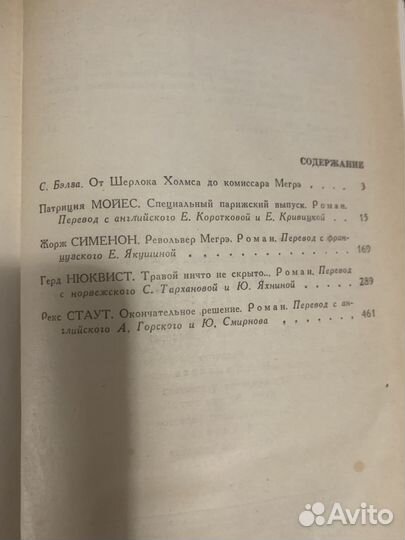 СОДЕРЖАНИЕ
С. Бэлза. От Шерлока Холмса до комиссара Мегрэ . . . . 3
Патриция МОЙЕС. Специальный парижский выпуск. Роман.
Перевод с английского Е. Коротковой и Е. Кривицкой . . 15
Жорж СИМЕНОН. Револьвер Мегрэ. Роман. Перевод с фран-
цузского Е. Якушиной . . . . . . . . . 169
Герд НЮКВИСТ. Травой ничто не скрыто... Роман. Перевод
с норвежского С. Тархановой и Ю. Яхниной . . . . . 289
Рекс СТАУТ. Окончательное решение. Роман. Перевод с ан-
глийского А. Горского и Ю. Смирнова . . . . . . . 461
Avito